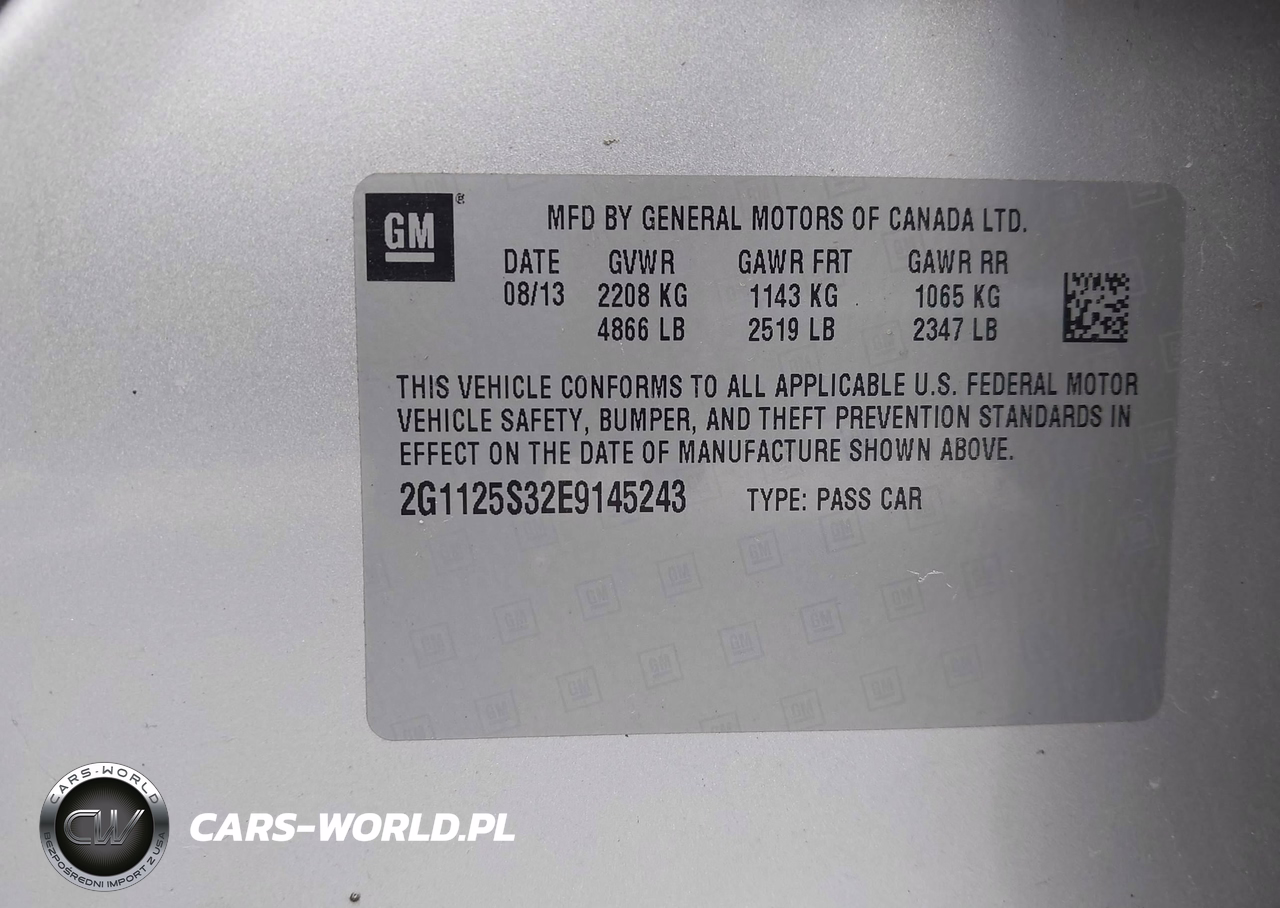 GM ®
MFD BY GENERAL MOTORS OF CANADA LTD.
DATE GVWR GAWR FRT GAWR RR
08/13 2208 KG 1143 KG 1065 KG
4866 LB 2519 LB 2347 LB
THIS VEHICLE CONFORMS TO ALL APPLICABLE U.S. FEDERAL MOTOR
VEHICLE SAFETY, BUMPER, AND THEFT PREVENTION STANDARDS IN
EFFECT ON THE DATE OF MANUFACTURE SHOWN ABOVE.
2G1125S32E9145243 TYPE: PASS CAR
CARS-WORLD
CW
BEZPOŚREDNI IMPORT Z USA
CARS-WORLD.PL